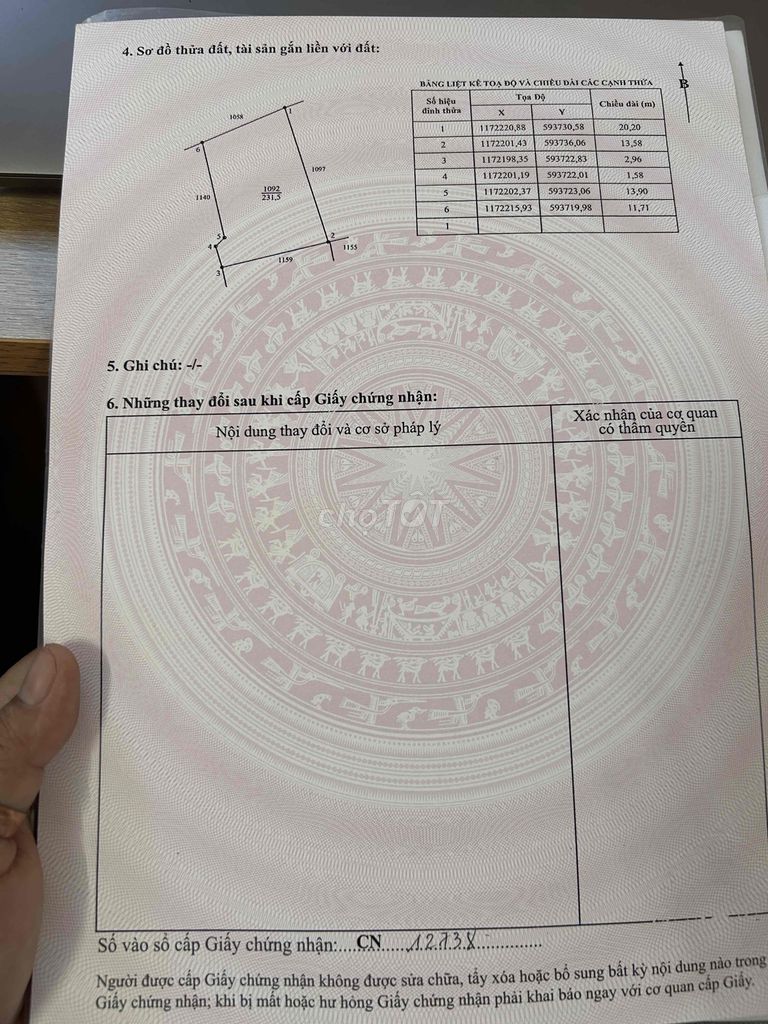 4. Sơ đồ thửa đất, tài sản gắn liền với đất:
BẢNG LIỆT KÊ TOẠ ĐỘ VÀ CHIỀU DÀI CÁC CẠNH THỬA
Số hiệu đỉnh thửa Tọa Độ Chiều dài (m)
X Y
1 1172220,88 593730,58 20,20
2 1172201,43 593736,06 13,58
3 1172198,35 593722,83 2,96
4 1172201,19 593722,01 1,58
5 1172202,37 593723,06 13,90
6 1172215,93 593719,98 11,71
1
B
1058
1
6
1097
1140
1092
231,5
5
4
2
1155
1159
3
5. Ghi chú: -/-
6. Những thay đổi sau khi cấp Giấy chứng nhận:
Nội dung thay đổi và cơ sở pháp lý
Xác nhận của cơ quan
có thẩm quyền
chợTỐT
Số vào sổ cấp Giấy chứng nhận:....CN
Người được cấp Giấy chứng nhận không được sửa chữa, tẩy xóa hoặc bổ sung bất kỳ nội dung nào trong
Giấy chứng nhận; khi bị mất hoặc hư hỏng Giấy chứng nhận phải khai báo ngay với cơ quan cấp Giấy.